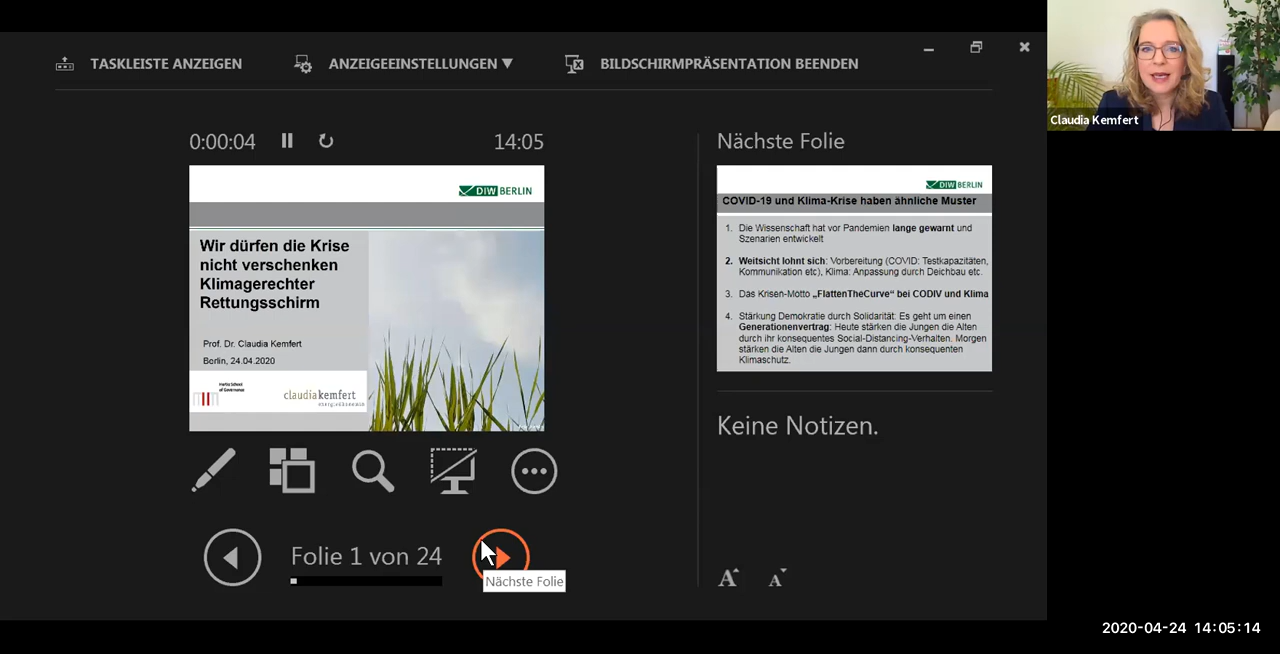 TASKLEISTE ANZEIGEN
ANZEIGEEINSTELLUNGEN ▼
BILDSCHIRMPRÄSENTATION BEENDEN
Claudia Kemfert
0:00:04
14:05
DIW BERLIN
Wir dürfen die Krise
nicht verschenken
Klimagerechter
Rettungsschirm
Prof. Dr. Claudia Kemfert
Berlin, 24.04.2020
Hertie School
of Governance
claudiakemfert
energieökonomik
Folie 1 von 24
Nächste Folie
Nächste Folie
DIW BERLIN
COVID-19 und Klima-Krise haben ähnliche Muster
1. Die Wissenschaft hat vor Pandemien lange gewarnt und
Szenarien entwickelt
2. Weitsicht lohnt sich: Vorbereitung (COVID: Testkapazitäten,
Kommunikation etc), Klima: Anpassung durch Deichbau etc.
3. Das Krisen-Motto „FlattenTheCurve“ bei CODIV und Klima
4. Stärkung Demokratie durch Solidarität: Es geht um einen
Generationenvertrag: Heute stärken die Jungen die Alten
durch ihr konsequentes Social-Distancing-Verhalten. Morgen
stärken die Alten die Jungen dann durch konsequenten
Klimaschutz.
Keine Notizen.
A A
2020-04-24 14:05:14